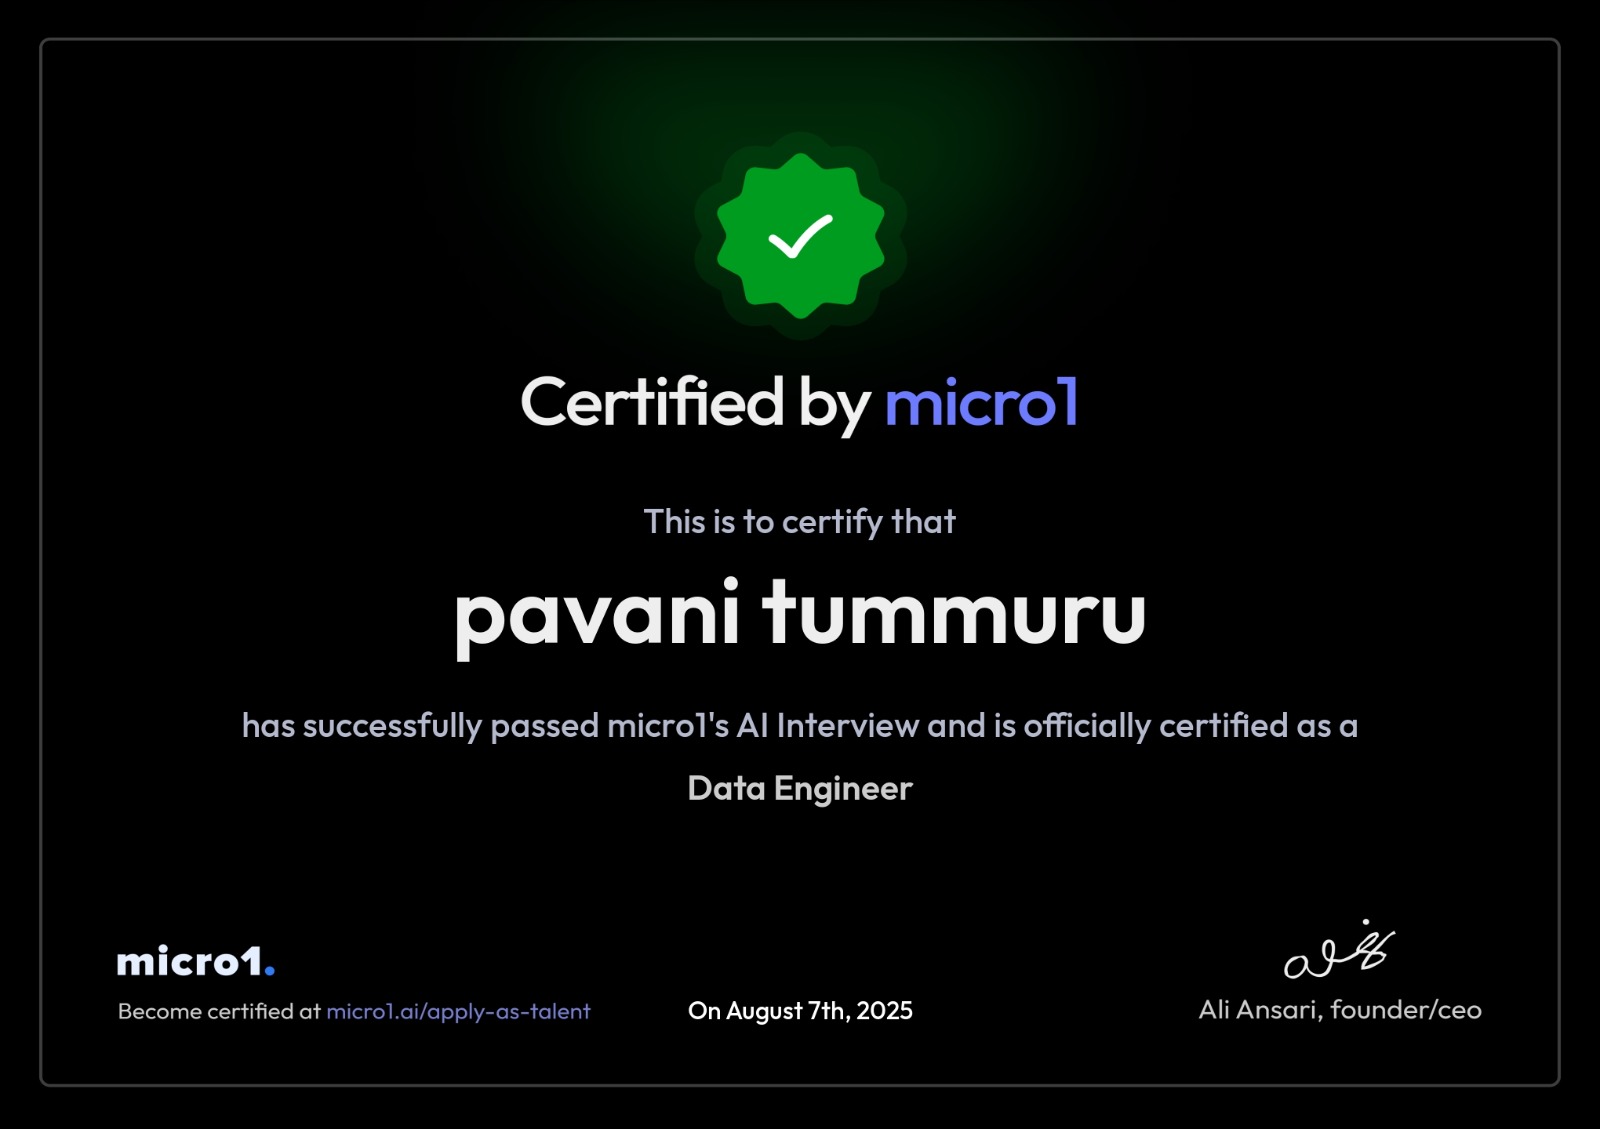 Certified by micro1
This is to certify that
pavani tummuru
has successfully passed micro1's AI Interview and is officially certified as a
Data Engineer
micro1.
Become certified at micro1.ai/apply-as-talent
On August 7th, 2025
Ali Ansari, founder/ceo